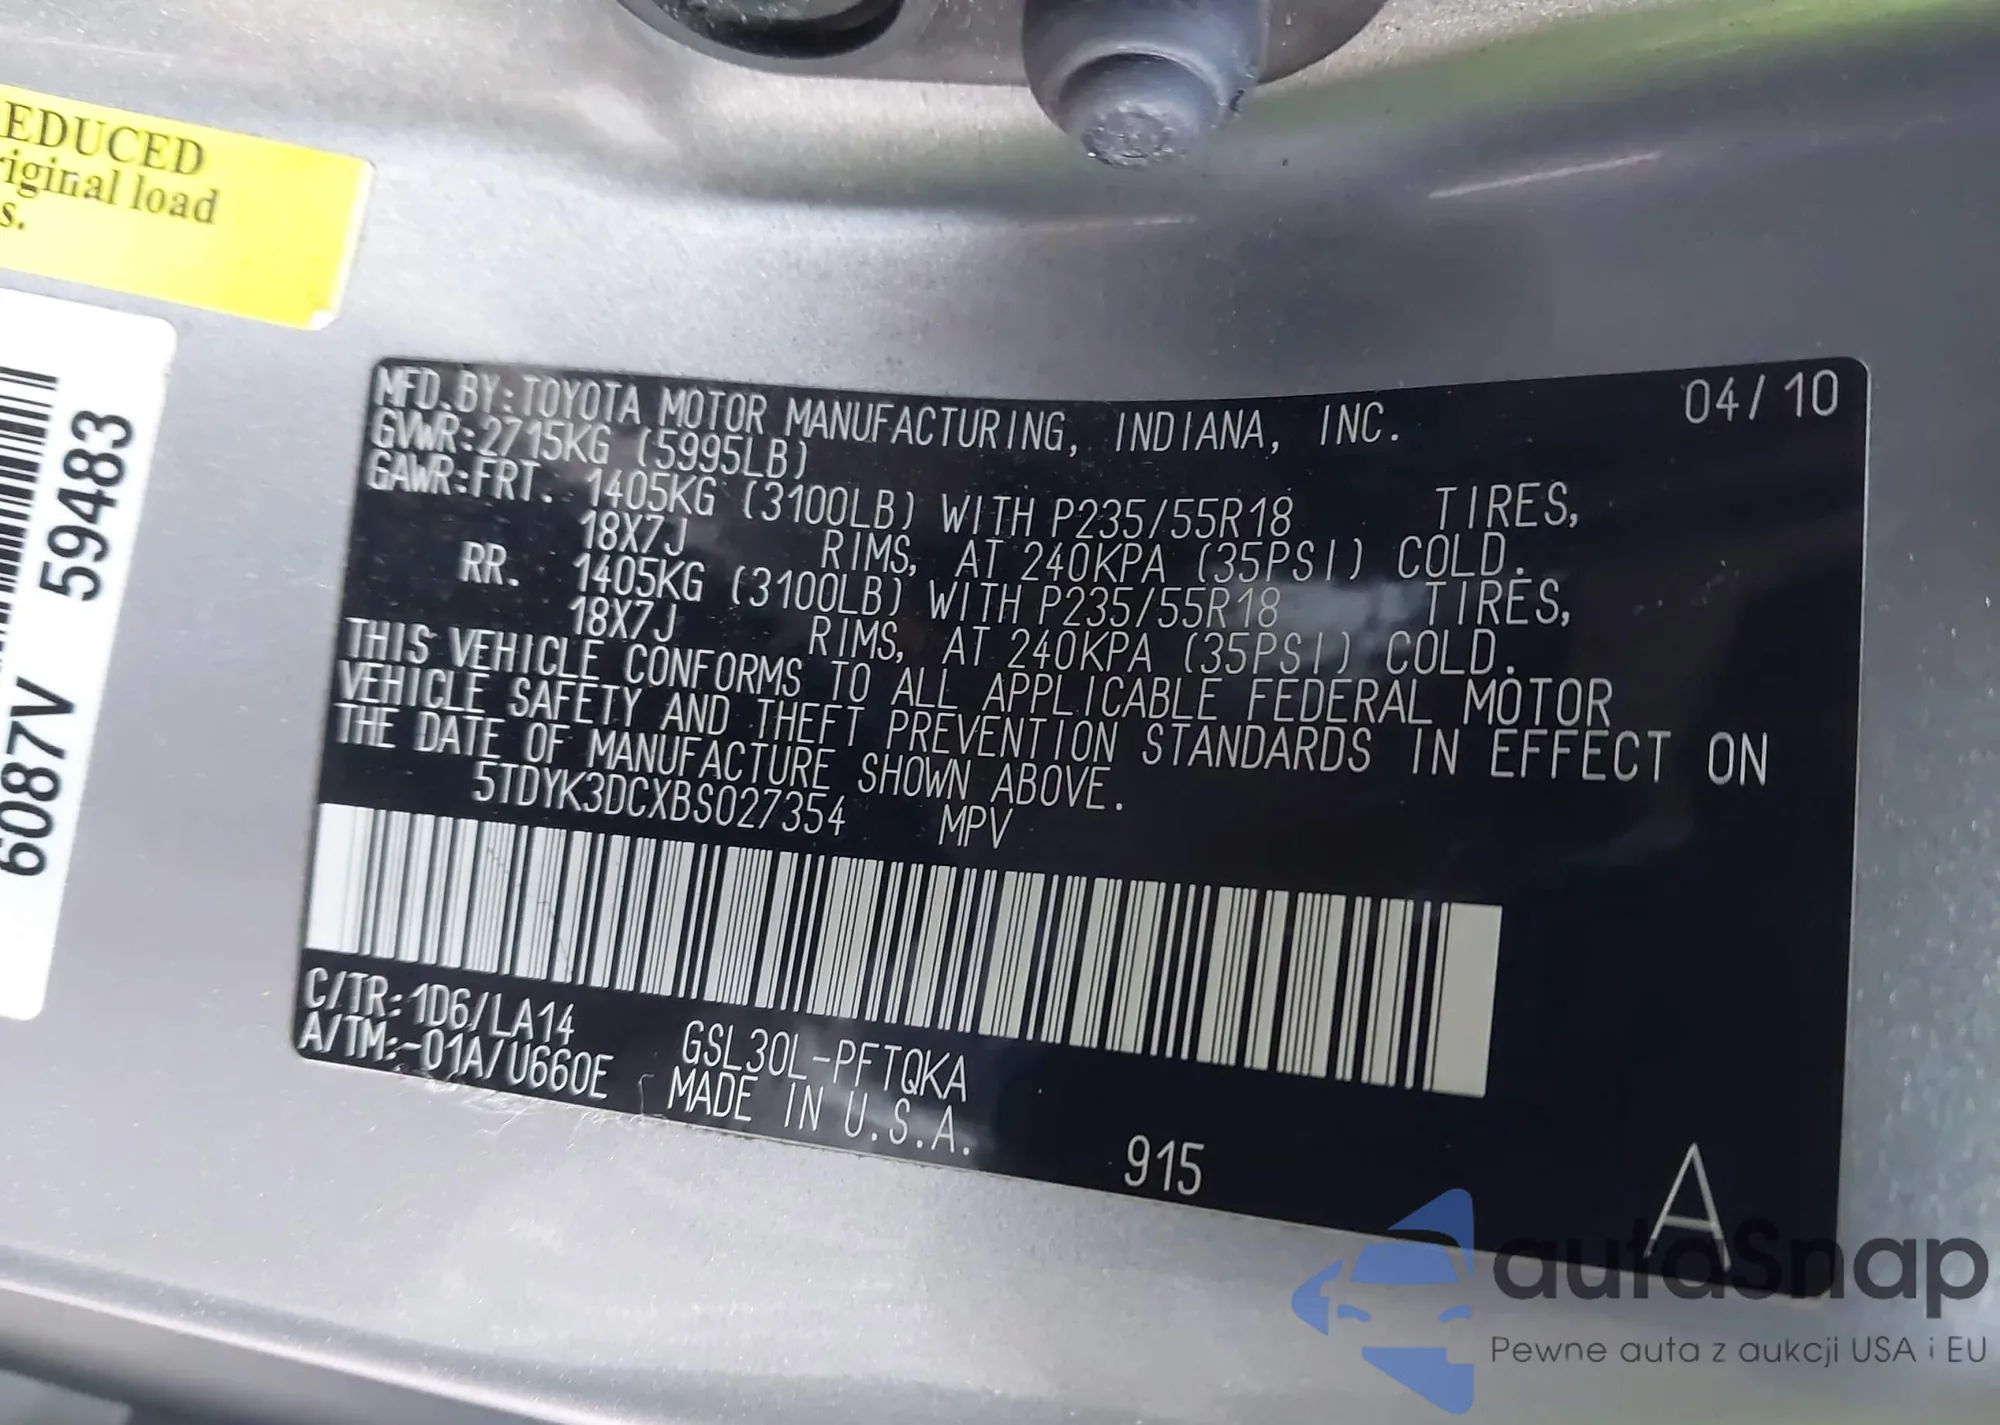 EDUCED
riginal load
s.
6087V 59483
MFD.BY:TOYOTA MOTOR MANUFACTURING, INDIANA, INC. 04/10
GVWR:2715KG (5995LB)
GAWR:FRT. 1405KG (3100LB) WITH P235/55R18 TIRES,
18X7J RIMS, AT 240KPA (35PSI) COLD.
RR. 1405KG (3100LB) WITH P235/55R18 TIRES,
18X7J RIMS, AT 240KPA (35PSI) COLD.
THIS VEHICLE CONFORMS TO ALL APPLICABLE FEDERAL MOTOR
VEHICLE SAFETY AND THEFT PREVENTION STANDARDS IN EFFECT ON
THE DATE OF MANUFACTURE SHOWN ABOVE.
5TDYK3DCXBS027354 MPV
C/TR:1D6/LA14 GSL30L-PFTQKA
A/TM:-01A/U660E MADE IN U.S.A.
915
A
autoSnap
Pewne auta z aukcji USA i EU